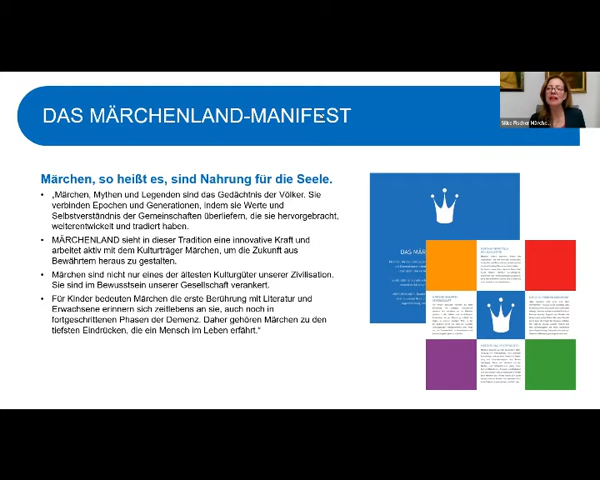 DAS MÄRCHENLAND-MANIFEST
Märchen, so heißt es, sind Nahrung für die Seele.
• „Märchen, Mythen und Legenden sind das Gedächtnis der Völker. Sie
verbinden Epochen und Generationen, indem sie Werte und
Selbstverständnis der Gemeinschaften überliefern, die sie hervorgebracht,
weiterentwickelt und tradiert haben.
• MÄRCHENLAND sieht in dieser Tradition eine innovative Kraft und
arbeitet aktiv mit dem Kulturträger Märchen, um die Zukunft aus
Bewährtem heraus zu gestalten.
• Märchen sind nicht nur eines der ältesten Kulturgüter unserer Zivilisation.
Sie sind im Bewusstsein unserer Gesellschaft verankert.
• Für Kinder bedeuten Märchen die erste Berührung mit Literatur und
Erwachsene erinnern sich zeitlebens an sie, auch noch in
fortgeschrittenen Phasen der Demenz. Daher gehören Märchen zu den
tiefsten Eindrücken, die ein Mensch im Leben erfährt.“
DAS MÄR